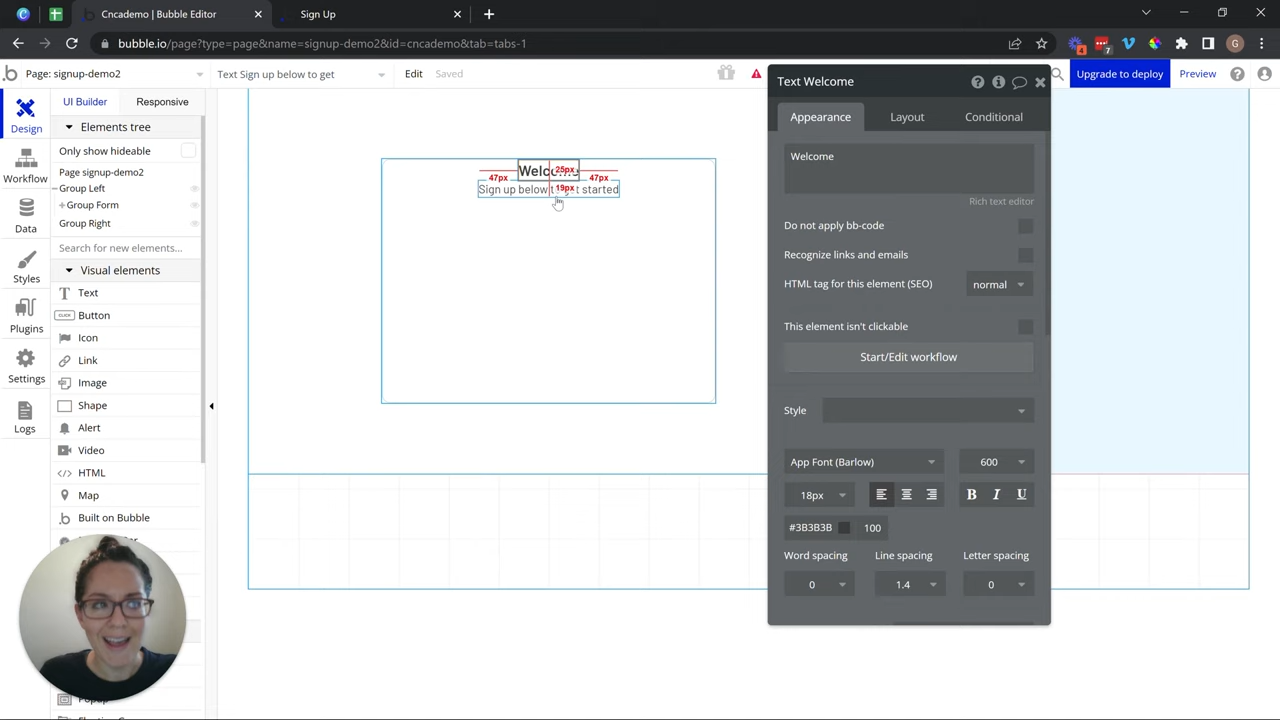 Cncademo | Bubble Editor
Sign Up
bubble.io/page?type=page&name=signup-demo2&id=cncademo&tab=tabs-1
4
7
G
Page: signup-demo2
Text Sign up below to get
Edit
Saved
Upgrade to deploy
Preview
Design
Workflow
Data
Styles
Plugins
Settings
Logs
UI Builder
Responsive
Elements tree
Only show hideable
Page signup-demo2
Group Left
Group Form
Group Right
Search for new elements...
Visual elements
Text
Button
Icon
Link
Image
Shape
Alert
Video
HTML
Map
Built on Bubble
25px
47px
47px
19px
Sign up below
started
Text Welcome
Appearance
Layout
Conditional
Welcome
Rich text editor
Do not apply bb-code
Recognize links and emails
HTML tag for this element (SEO)
normal
This element isn't clickable
Start/Edit workflow
Style
App Font (Barlow)
600
18px
B I U
#3B3B3B
100
Word spacing
Line spacing
Letter spacing
0
1.4
0